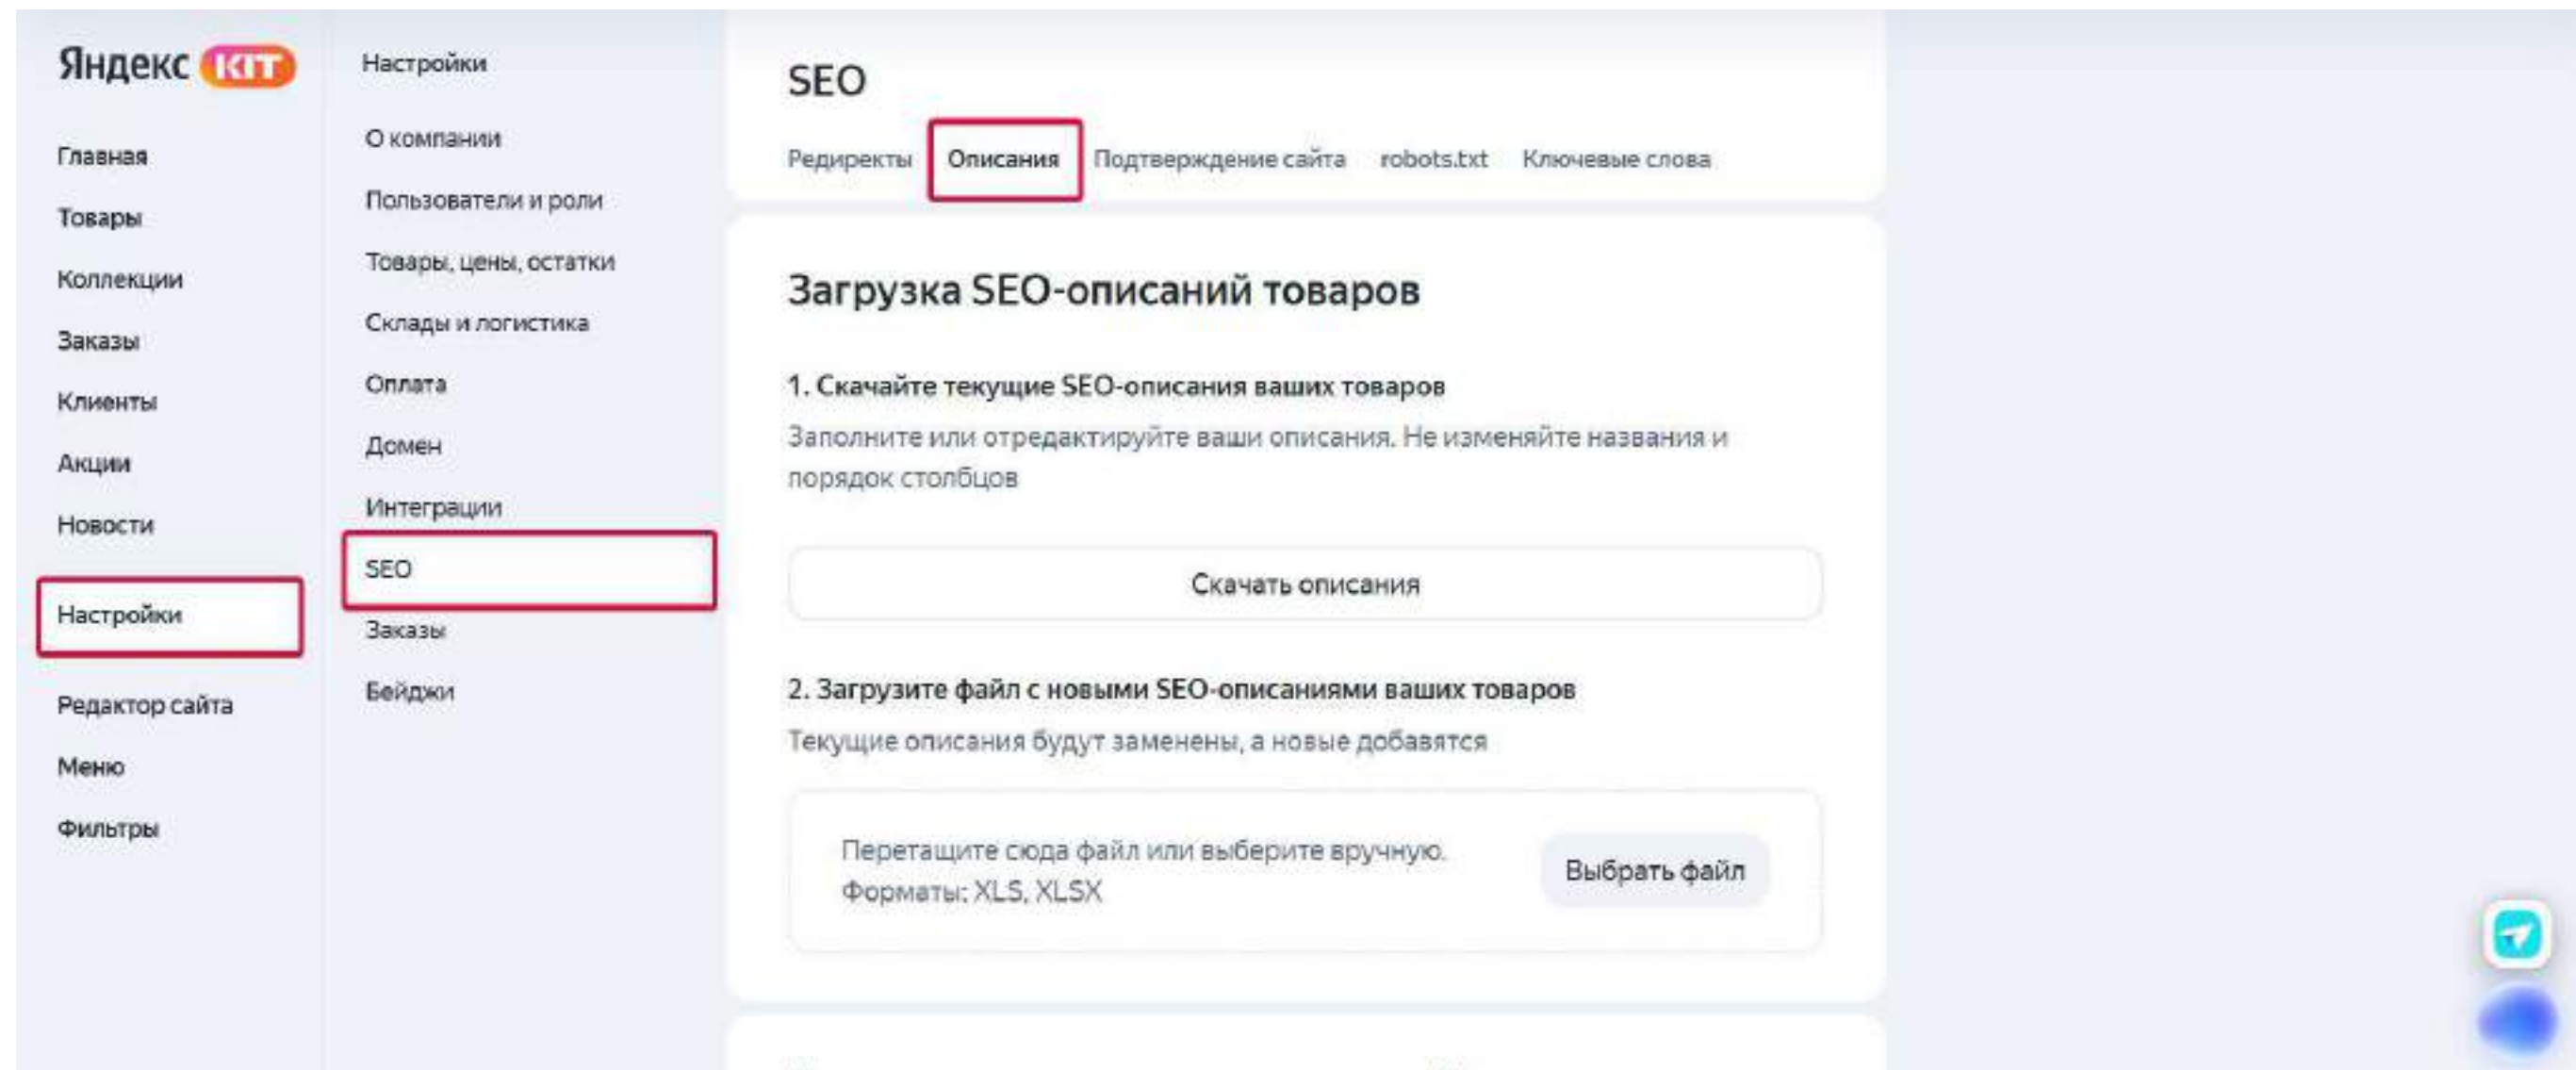 Яндекс KIT
Главная
Товары
Коллекции
Заказы
Клиенты
Акции
Новости
Настройки
Редактор сайта
Меню
Фильтры
Настройки
О компании
Пользователи и роли
Товары, цены, остатки
Склады и логистика
Оплата
Домен
Интеграции
SEO
Заказы
Бейджи
SEO
Редиректы Описания Подтверждение сайта robots.txt Ключевые слова
Загрузка SEO-описаний товаров
1. Скачайте текущие SEO-описания ваших товаров
Заполните или отредактируйте ваши описания. Не изменяйте названия и
порядок столбцов
Скачать описания
2. Загрузите файл с новыми SEO-описаниями ваших товаров
Текущие описания будут заменены, а новые добавятся
Перетащите сюда файл или выберите вручную.
Форматы: XLS, XLSX
Выбрать файл